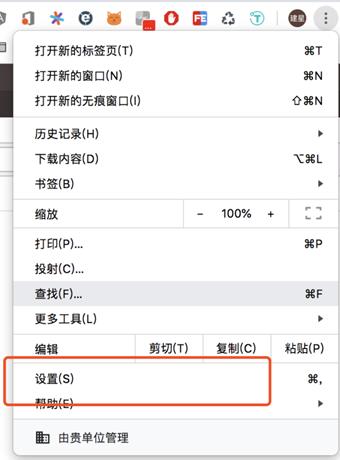 FE
建星
打开新的标签页(T) ⌘T
打开新的窗口(N) ⌘N
打开新的无痕窗口(I) ⇧⌘N
历史记录(H)
下载内容(D) ⌥⌘L
书签(B)
缩放 - 100% +
打印(P)... ⌘P
投射(C)...
查找(F)... ⌘F
更多工具(L)
编辑 剪切(T) 复制(C) 粘贴(P)
设置(S) ⌘,
帮助(E)
由贵单位管理